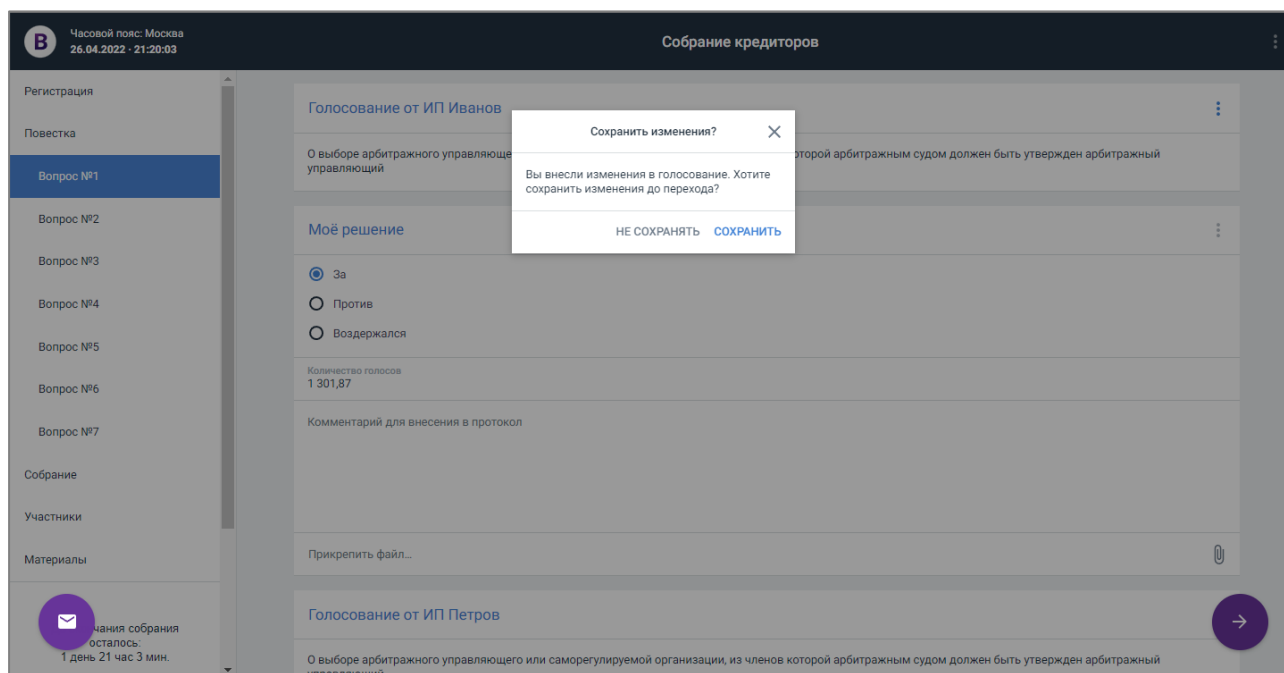 B
Часовой пояс: Москва
26.04.2022 - 21:20:03
Собрание кредиторов
Регистрация
Повестка
Вопрос №1
Вопрос №2
Вопрос №3
Вопрос №4
Вопрос №5
Вопрос №6
Вопрос №7
Собрание
Участники
Материалы
чания собрания
осталось:
1 день 21 час 3 мин.
Голосование от ИП Иванов
О выборе арбитражного управляюще
оторой арбитражным судом должен быть утвержден арбитражный
управляющий
Сохранить изменения?
Вы внесли изменения в голосование. Хотите
сохранить изменения до перехода?
НЕ СОХРАНЯТЬ СОХРАНИТЬ
Моё решение
За
Против
Воздержался
Количество голосов
1 301,87
Комментарий для внесения в протокол
Прикрепить файл...
Голосование от ИП Петров
О выборе арбитражного управляющего или саморегулируемой организации, из членов которой арбитражным судом должен быть утвержден арбитражный